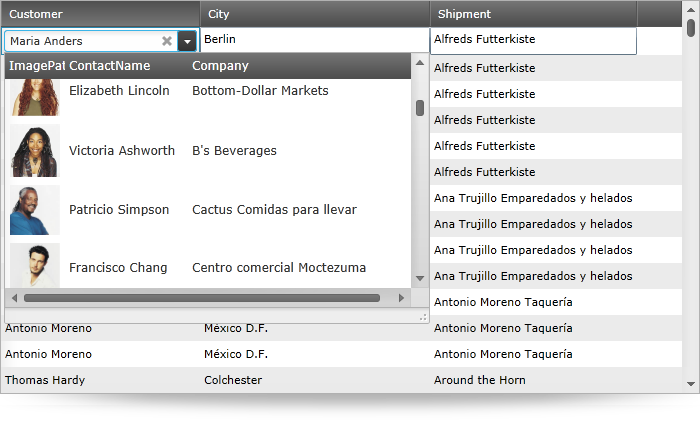 Customer City Shipment
Maria Anders Berlin Alfreds Futterkiste
ImagePat ContactName Company
Alfreds Futterkiste
Elizabeth Lincoln Bottom-Dollar Markets
Alfreds Futterkiste
Alfreds Futterkiste
Victoria Ashworth B's Beverages
Alfreds Futterkiste
Alfreds Futterkiste
Ana Trujillo Emparedados y helados
Patricio Simpson Cactus Comidas para llevar
Ana Trujillo Emparedados y helados
Ana Trujillo Emparedados y helados
Francisco Chang Centro comercial Moctezuma
Ana Trujillo Emparedados y helados
Antonio Moreno Taquería
Antonio Moreno México D.F. Antonio Moreno Taquería
Antonio Moreno México D.F. Antonio Moreno Taquería
Thomas Hardy Colchester Around the Horn